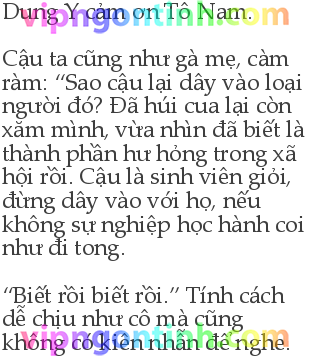 Dung Y cảm ơn Tô Nam.
vipngontinh.com
Cậu ta cũng như gà mẹ, càm
ràm: “Sao cậu lại dây vào loại
người đó? Đã húi cua lại còn
xăm mình, vừa nhìn đã biết là
thành phần hư hỏng trong xã
hội rồi. Cậu là sinh viên giỏi,
đừng dây vào với họ, nếu
không sự nghiệp học hành coi
như đi tong.
“Biết rồi biết rồi.” Tính cách
dễ chịu như cô mà cũng
không có kiên nhẫn để nghe.
vipngontinh.com